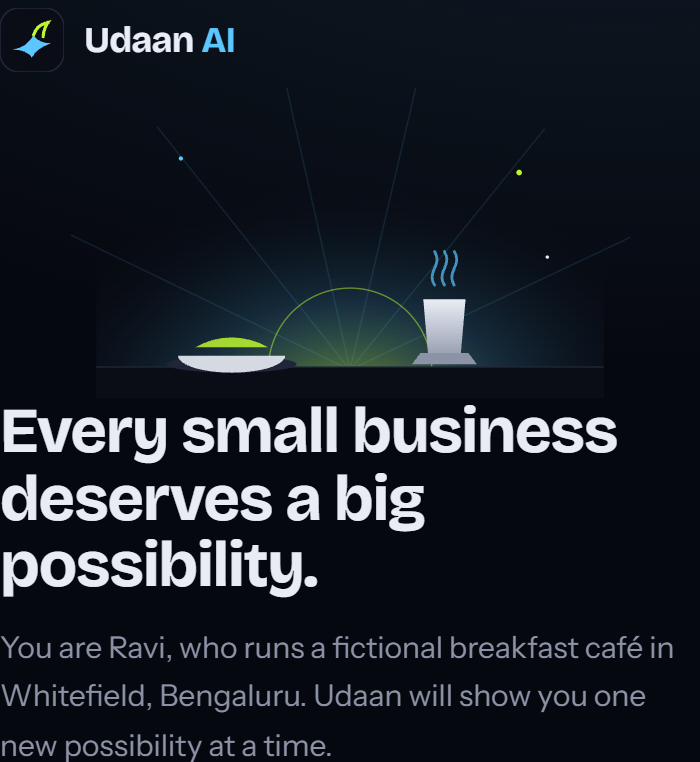 Udaan AI
Every small business
deserves a big
possibility.
You are Ravi, who runs a fictional breakfast café in
Whitefield, Bengaluru. Udaan will show you one
new possibility at a time.